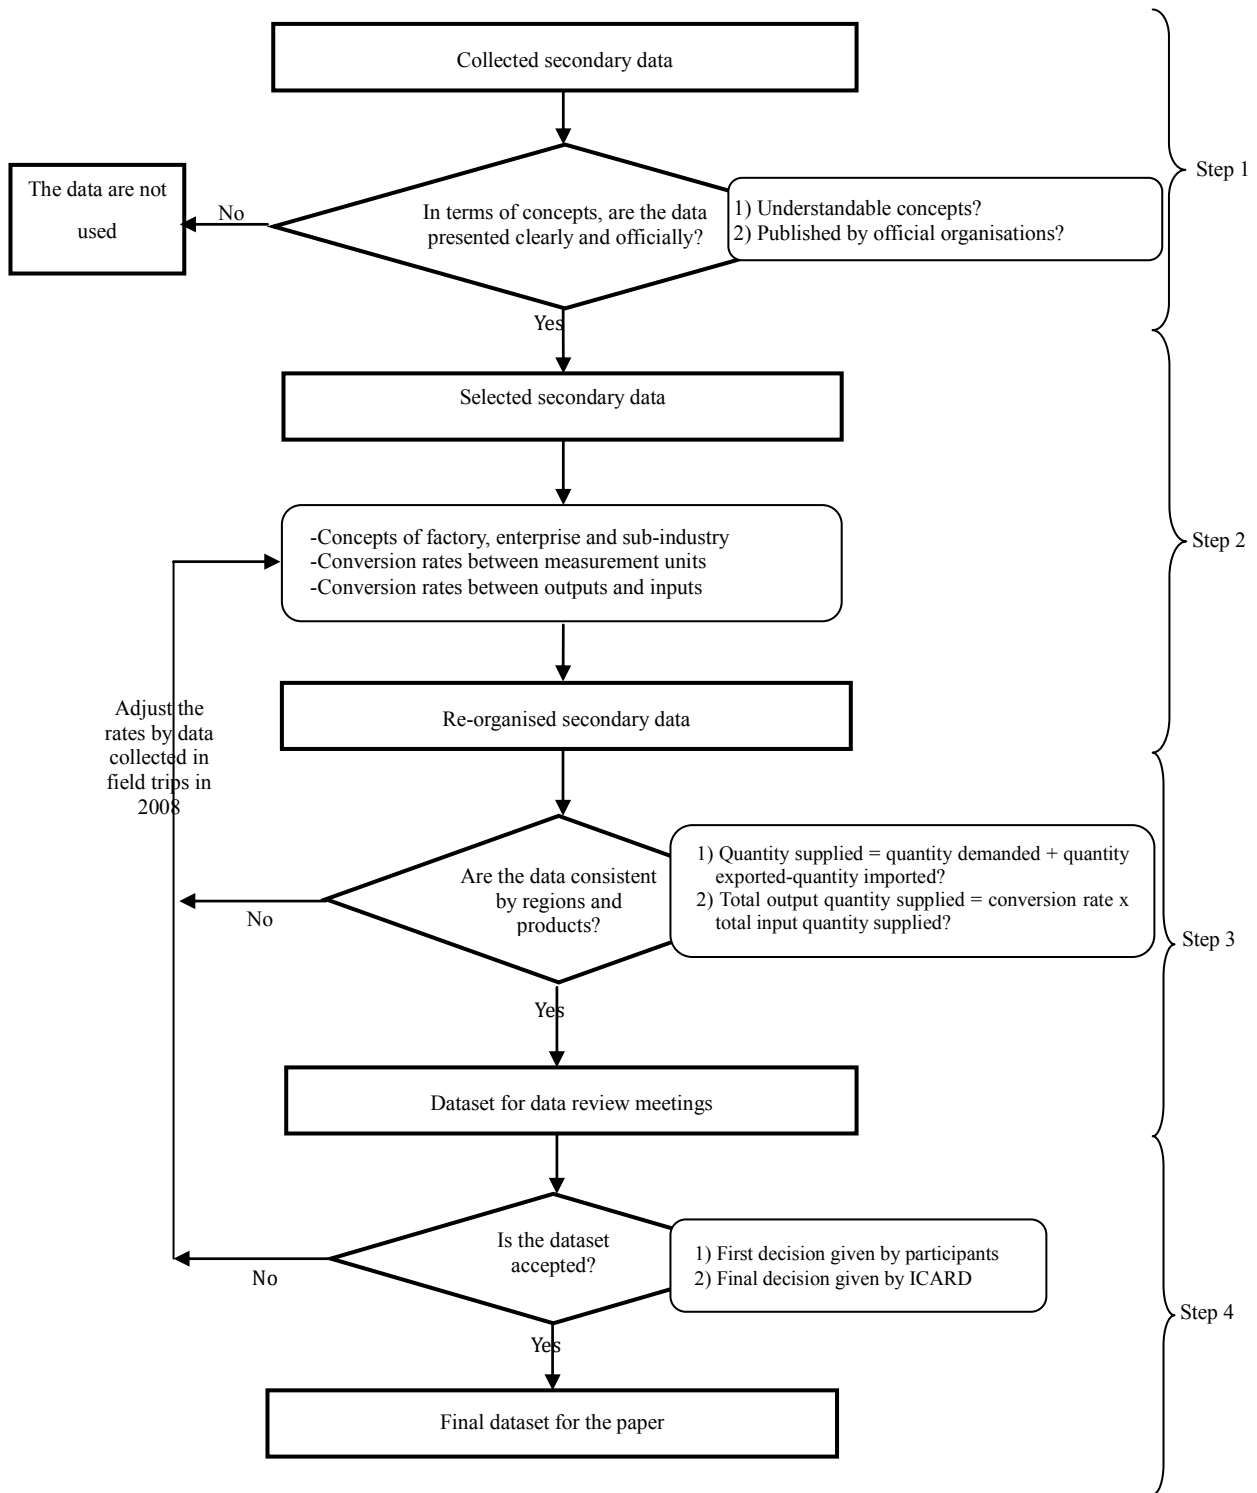 Collected secondary data
Step 1
The data are not
used
No
In terms of concepts, are the data
presented clearly and officially?
1) Understandable concepts?
2) Published by official organisations?
Yes
Selected secondary data
-Concepts of factory, enterprise and sub-industry
-Conversion rates between measurement units
-Conversion rates between outputs and inputs
Step 2
Re-organised secondary data
Adjust the
rates by data
collected in
field trips in
2008
Are the data consistent
by regions and
products?
1) Quantity supplied = quantity demanded + quantity
exported-quantity imported?
2) Total output quantity supplied = conversion rate x
total input quantity supplied?
No
Step 3
Yes
Dataset for data review meetings
Is the dataset
accepted?
1) First decision given by participants
2) Final decision given by ICARD
No
Step 4
Yes
Final dataset for the paper